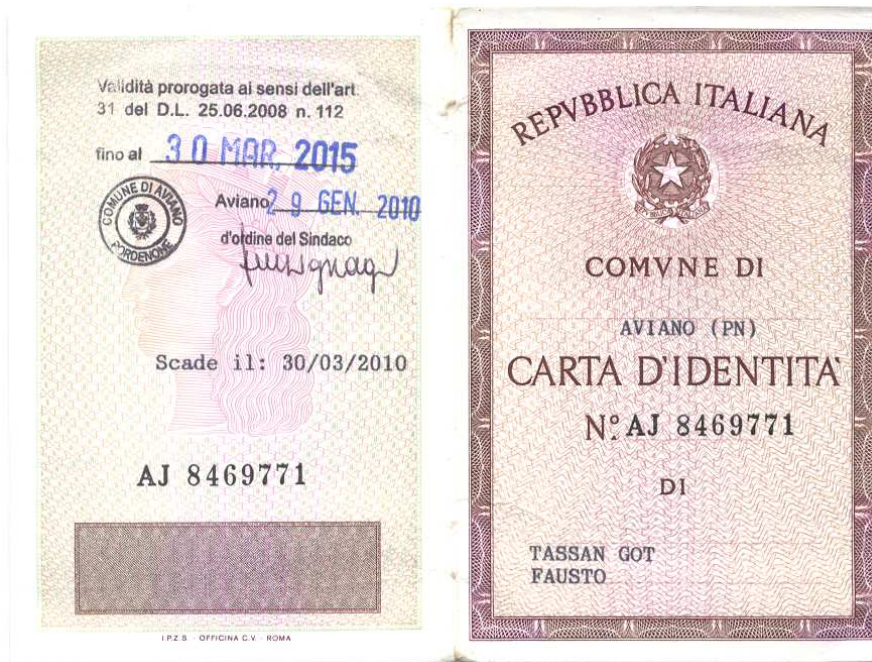 Validità prorogata ai sensi dell'art.
31 del D.L. 25.06.2008 n. 112
fino al 30 MAR. 2015
COMUNE DI AVIANO
PORDENONE
Aviano 29 GEN. 2010
d'ordine del Sindaco
Scade il: 30/03/2010
AJ 8469771
I.P.Z.S. - OFFICINA C.V. - ROMA
REPVBBLICA ITALIANA
COMVNE DI
AVIANO (PN)
CARTA D'IDENTITA'
N° AJ 8469771
DI
TASSAN GOT
FAUSTO